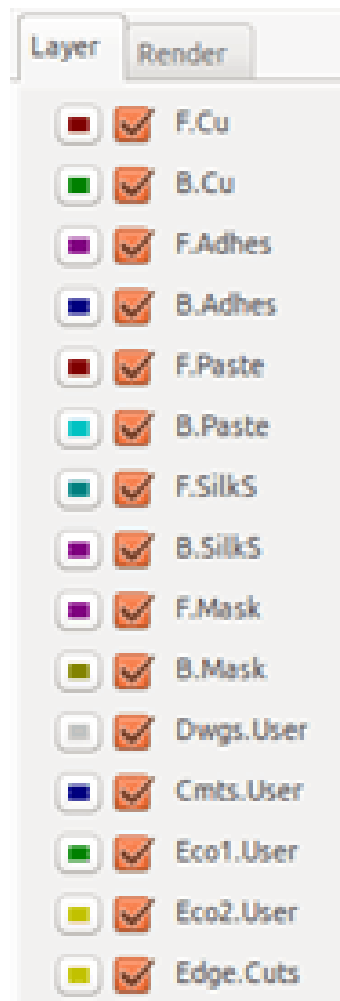 Layer Render
F.Cu
B.Cu
F.Adhes
B.Adhes
F.Paste
B.Paste
F.SilkS
B.SilkS
F.Mask
B.Mask
Dwgs.User
Cmts.User
Eco1.User
Eco2.User
Edge.Cuts